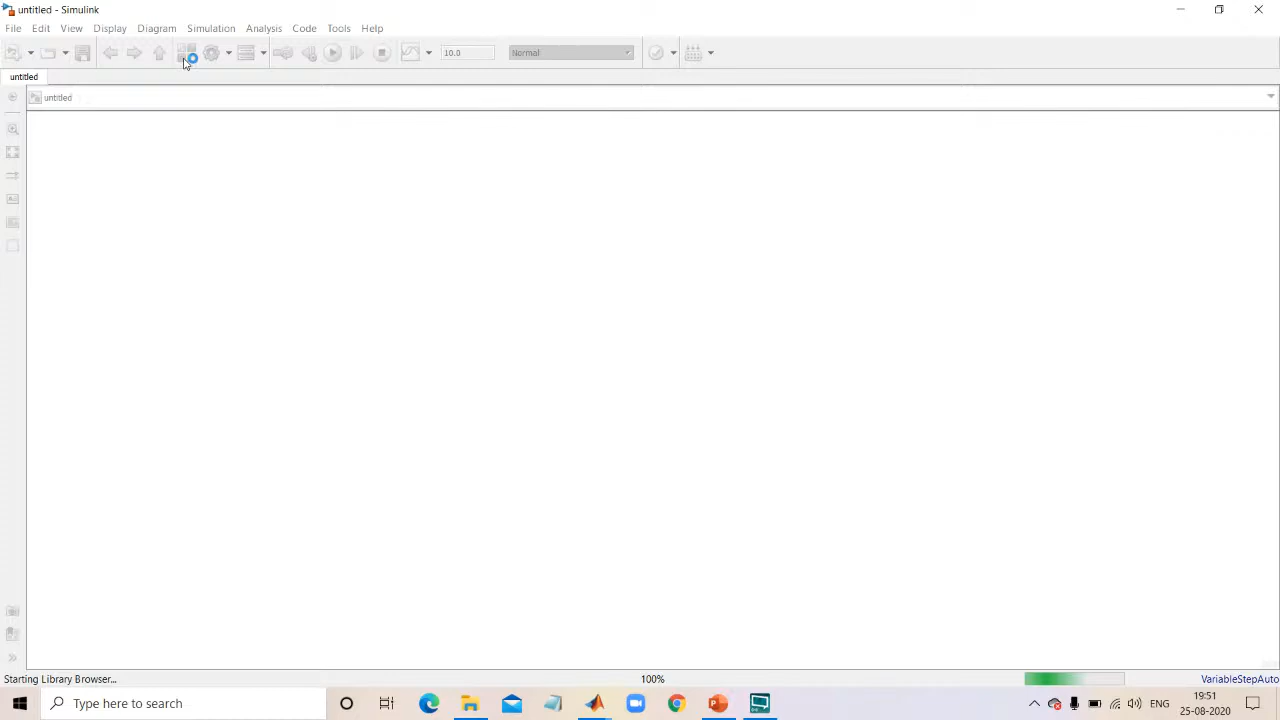 untitled - Simulink
File Edit View Display Diagram Simulation Analysis Code Tools Help
10.0 Normal
untitled
untitled
Starting Library Browser... 100% VariableStepAuto
Type here to search ENG 19:51
25-08-2020